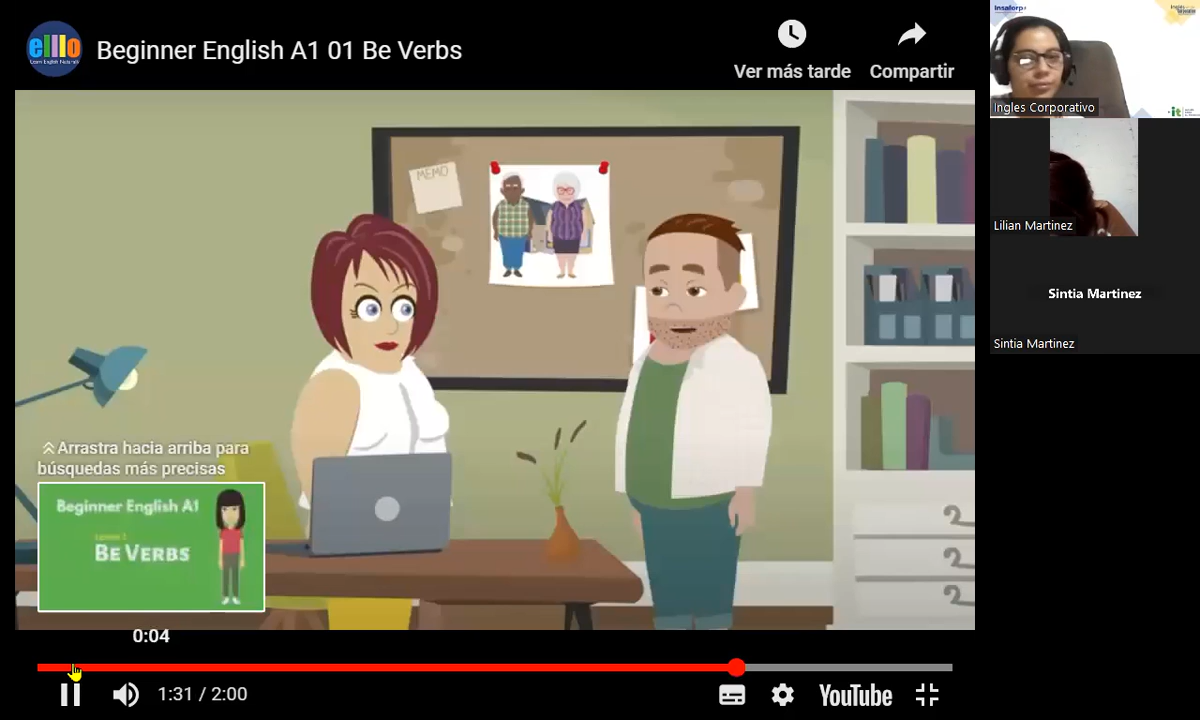 elllo
Beginner English A1 01 Be Verbs
Ver más tarde
Compartir
MEMO
Arrastra hacia arriba para
búsquedas más precisas
Beginner English A1
BE VERBS
0:04
1:31 / 2:00
YouTube
Insaforp
Ingles Corporativo
Lilian Martinez
Sintia Martinez
Sintia Martinez